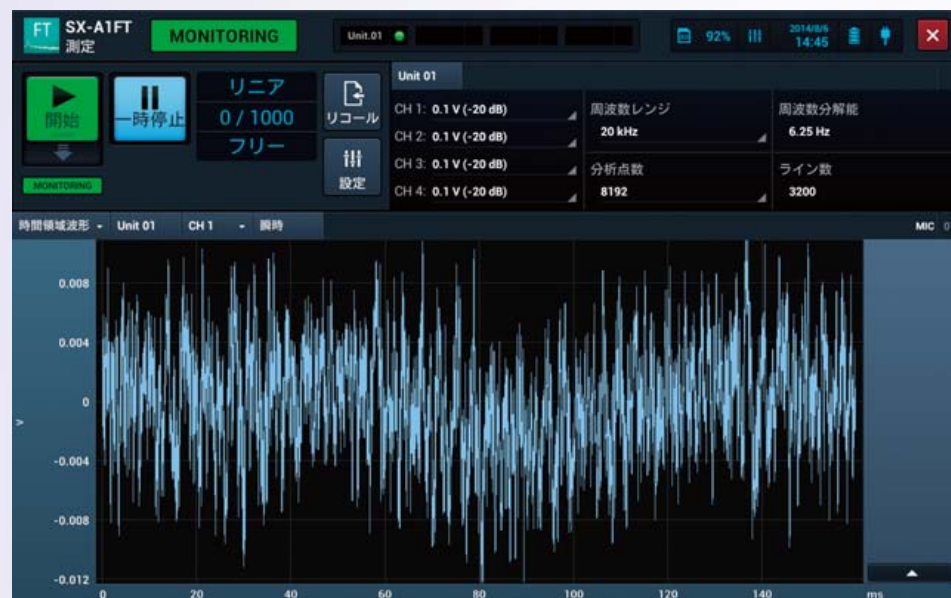 FT SX-A1FT
測定
MONITORING
Unit.01
92%
2014/8/6
14:45
開始
MONITORING
一時停止
リニア
0 / 1000
フリー
リコール
設定
Unit 01
CH 1: 0.1 V (-20 dB)
CH 2: 0.1 V (-20 dB)
CH 3: 0.1 V (-20 dB)
CH 4: 0.1 V (-20 dB)
周波数レンジ
20 kHz
周波数分解能
6.25 Hz
分析点数
8192
ライン数
3200
時間領域波形 Unit 01 CH 1 瞬時
MIC 0
0.008
0.004
0
-0.004
-0.008
-0.012
V
0 20 40 60 80 100 120 140 ms